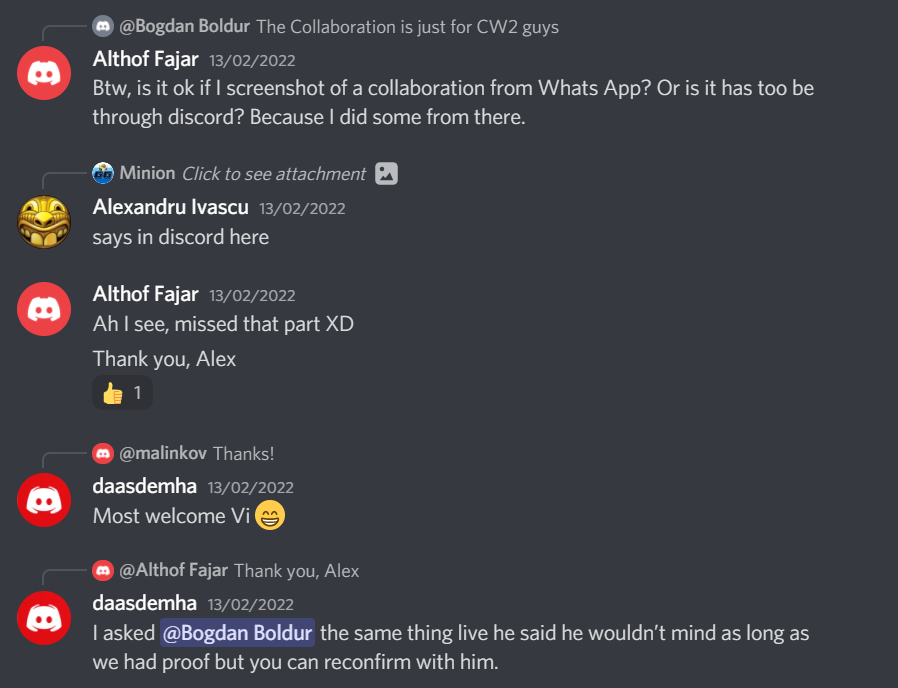 @Bogdan Boldur The Collaboration is just for CW2 guys
Althof Fajar 13/02/2022
Btw, is it ok if I screenshot of a collaboration from Whats App? Or is it has too be
through discord? Because I did some from there.
Minion Click to see attachment
Alexandru Ivascu 13/02/2022
says in discord here
Althof Fajar 13/02/2022
Ah I see, missed that part XD
Thank you, Alex
1
@malinkov Thanks!
daasdemha 13/02/2022
Most welcome Vi
@Althof Fajar Thank you, Alex
daasdemha 13/02/2022
I asked @Bogdan Boldur the same thing live he said he wouldn't mind as long as
we had proof but you can reconfirm with him.